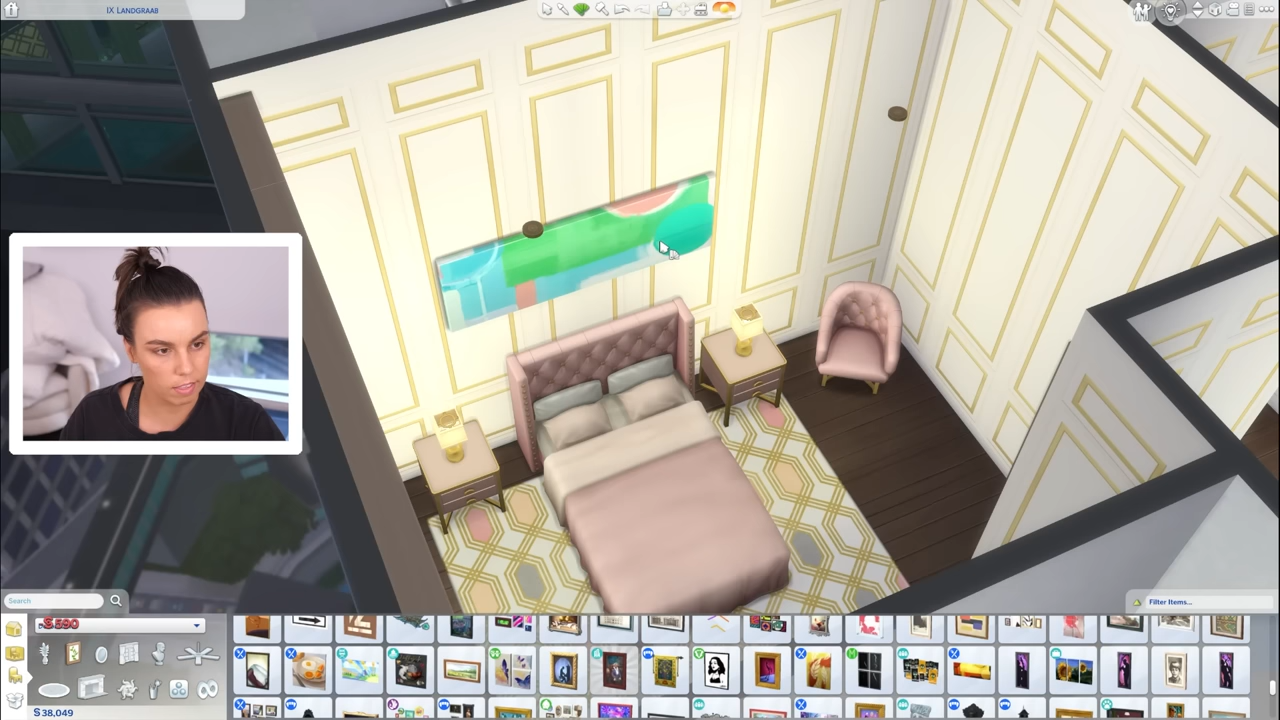 IX LANDGRAAB
Search
Filter Items...
§590
§38,049